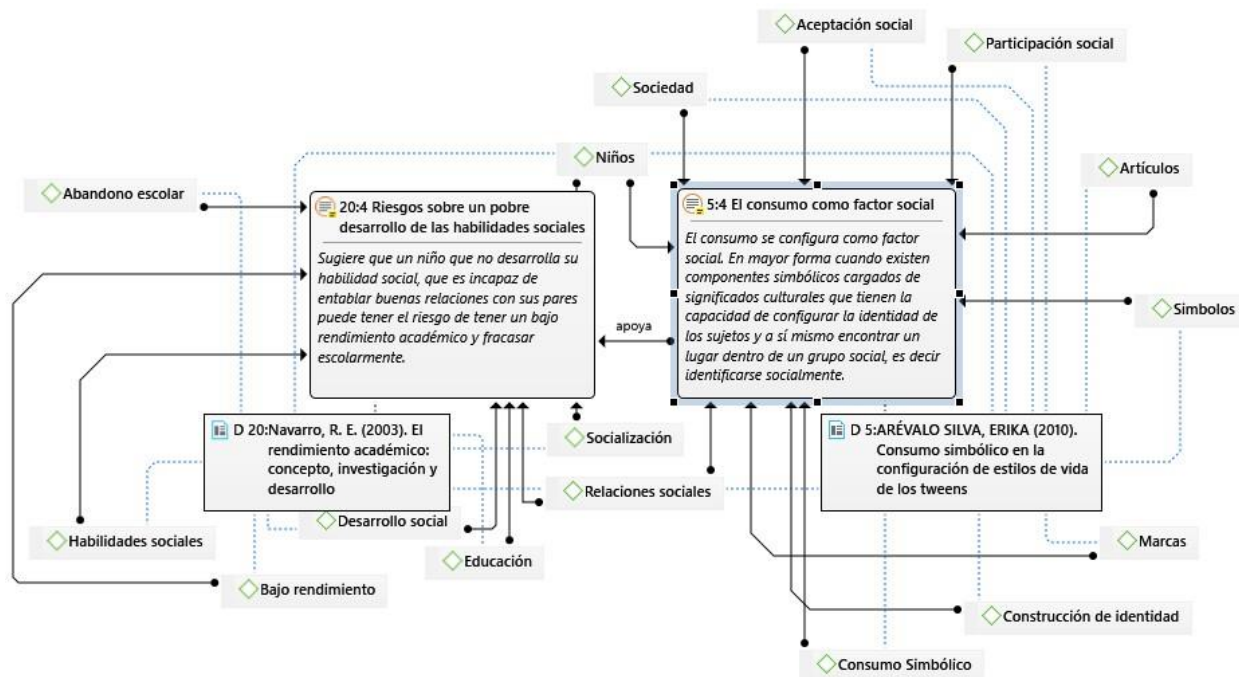 Aceptación social
Participación social
Sociedad
Niños
Artículos
Abandono escolar
20:4 Riesgos sobre un pobre
desarrollo de las habilidades sociales
Sugiere que un niño que no desarrolla su
habilidad social, que es incapaz de
entablar buenas relaciones con sus pares
puede tener el riesgo de tener un bajo
rendimiento académico y fracasar
escolarmente.
apoya
5:4 El consumo como factor social
El consumo se configura como factor
social. En mayor forma cuando existen
componentes simbólicos cargados de
significados culturales que tienen la
capacidad de configurar la identidad de
los sujetos y a sí mismo encontrar un
lugar dentro de un grupo social, es decir
identificarse socialmente.
Simbolos
D 20:Navarro, R. E. (2003). El
rendimiento académico:
concepto, investigación y
desarrollo
Socialización
D 5:ARÉVALO SILVA, ERIKA (2010).
Consumo simbólico en la
configuración de estilos de vida
de los tweens
Relaciones sociales
Desarrollo social
Habilidades sociales
Marcas
Educación
Bajo rendimiento
Construcción de identidad
Consumo Simbólico